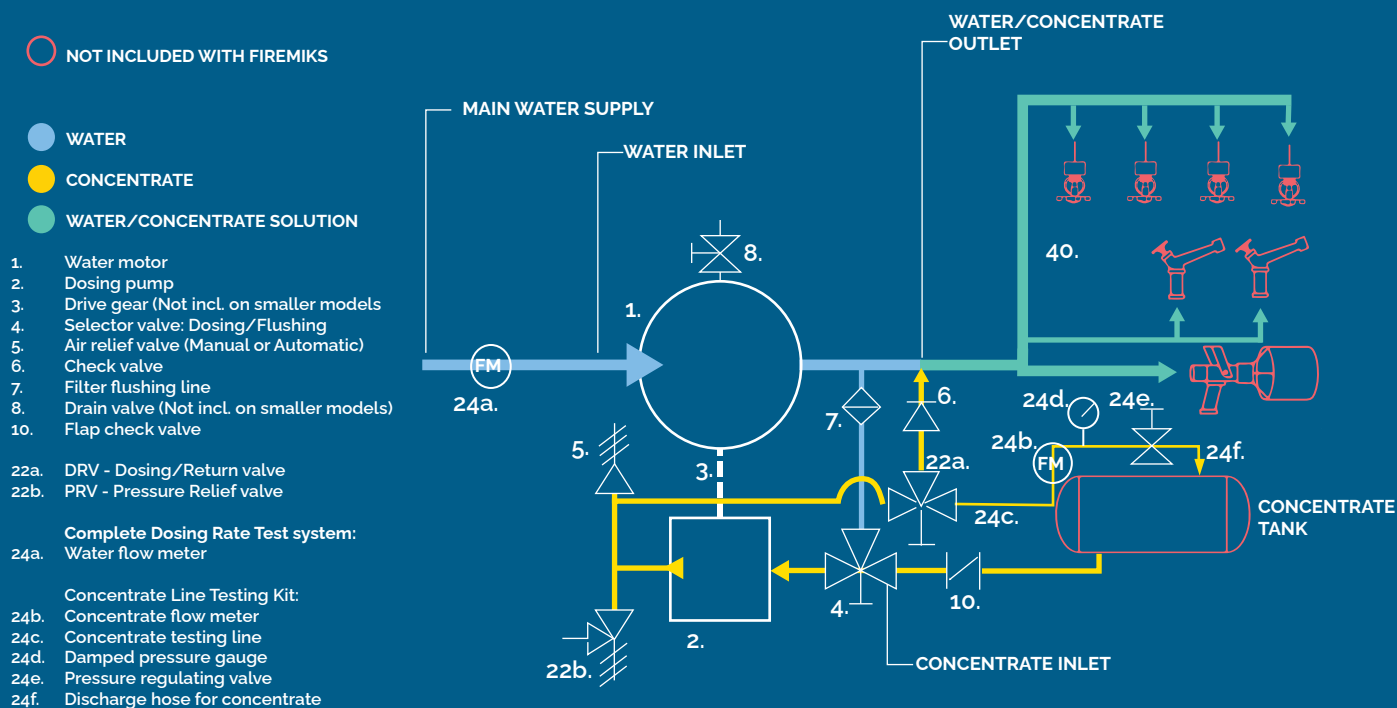 NOT INCLUDED WITH FIREMIKS
WATER
CONCENTRATE
WATER/CONCENTRATE SOLUTION
1. Water motor
2. Dosing pump
3. Drive gear (Not incl. on smaller models
4. Selector valve: Dosing/Flushing
5. Air relief valve (Manual or Automatic)
6. Check valve
7. Filter flushing line
8. Drain valve (Not incl. on smaller models)
10. Flap check valve
22a. DRV - Dosing/Return valve
22b. PRV - Pressure Relief valve
Complete Dosing Rate Test system:
24a. Water flow meter
Concentrate Line Testing Kit:
24b. Concentrate flow meter
24c. Concentrate testing line
24d. Damped pressure gauge
24e. Pressure regulating valve
24f. Discharge hose for concentrate
WATER/CONCENTRATE
OUTLET
MAIN WATER SUPPLY
WATER INLET
8.
40.
1.
FM
24a.
7.
6.
24d.
24e.
5.
3.
22a.
24b.
FM
24f.
24c.
CONCENTRATE
TANK
4.
10.
2.
22b.
CONCENTRATE INLET